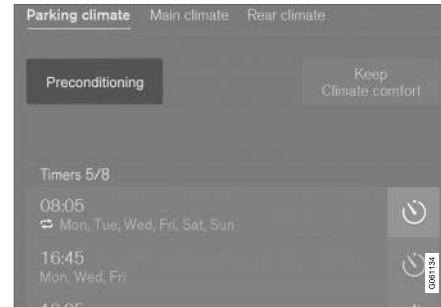 Parking climate Main climate Rear climate
Preconditioning
Keep
Climate comfort
Timers 5/8
08:05
Mon, Tue, Wed, Fri, Sat, Sun
16:45
Mon, Wed, Fri
G061134